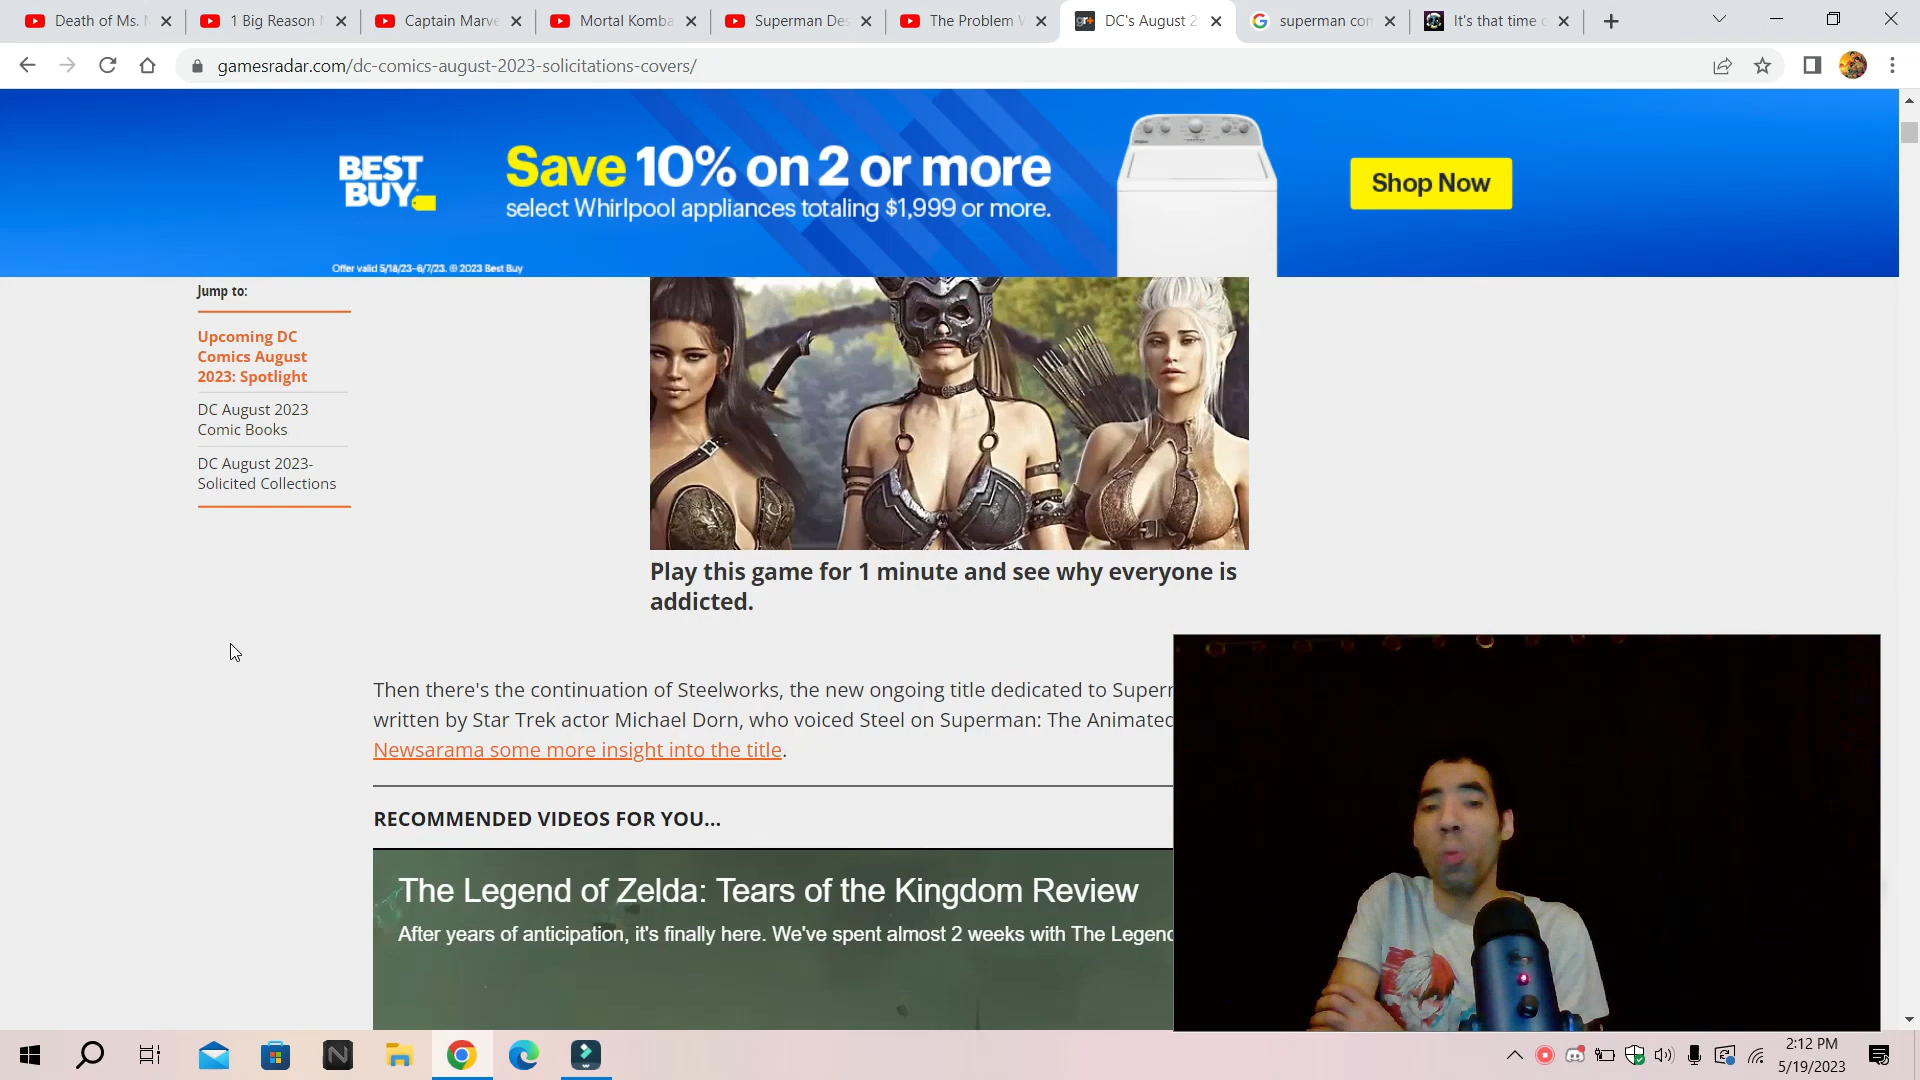 Death of Ms. M
1 Big Reason M
Captain Marve
Mortal Komba
Superman Des
The Problem W
DC's August 2
superman con
It's that time o
gamesradar.com/dc-comics-august-2023-solicitations-covers/
BEST
BUY
Save 10% on 2 or more
select Whirlpool appliances totaling $1,999 or more.
Shop Now
Offer valid 5/18/23–6/7/23. © 2023 Best Buy
Jump to:
Upcoming DC
Comics August
2023: Spotlight
DC August 2023
Comic Books
DC August 2023-
Solicited Collections
Play this game for 1 minute and see why everyone is
addicted.
Then there's the continuation of Steelworks, the new ongoing title dedicated to Superm
written by Star Trek actor Michael Dorn, who voiced Steel on Superman: The Animated
Newsarama some more insight into the title.
RECOMMENDED VIDEOS FOR YOU...
The Legend of Zelda: Tears of the Kingdom Review
After years of anticipation, it's finally here. We've spent almost 2 weeks with The Legend
2:12 PM
5/19/2023